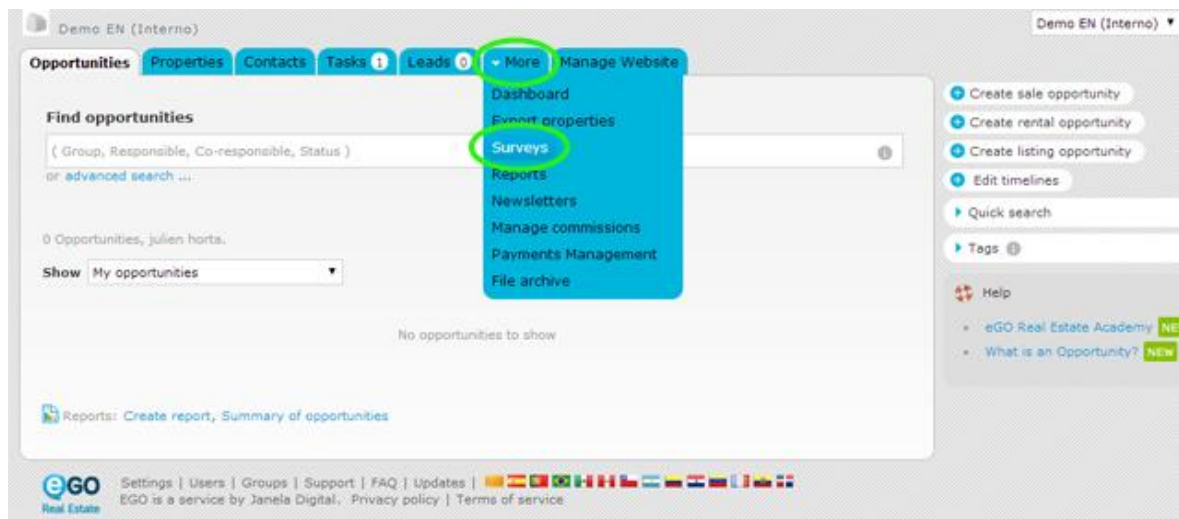 Demo EN (Interno)
Demo EN (Interno)
Opportunities Properties Contacts Tasks 1 Leads 0 More Manage Website
Dashboard
Export properties
Surveys
Reports
Newsletters
Manage commissions
Payments Management
File archive
Find opportunities
( Group, Responsible, Co-responsible, Status )
or advanced search ...
0 Opportunities, julien horta.
Show My opportunities
No opportunities to show
Reports: Create report, Summary of opportunities
Create sale opportunity
Create rental opportunity
Create listing opportunity
Edit timelines
Quick search
Tags
Help
eGO Real Estate Academy NE
What is an Opportunity? NEW
eGO
Real Estate
Settings | Users | Groups | Support | FAQ | Updates |
EGO is a service by Janela Digital. Privacy policy | Terms of service